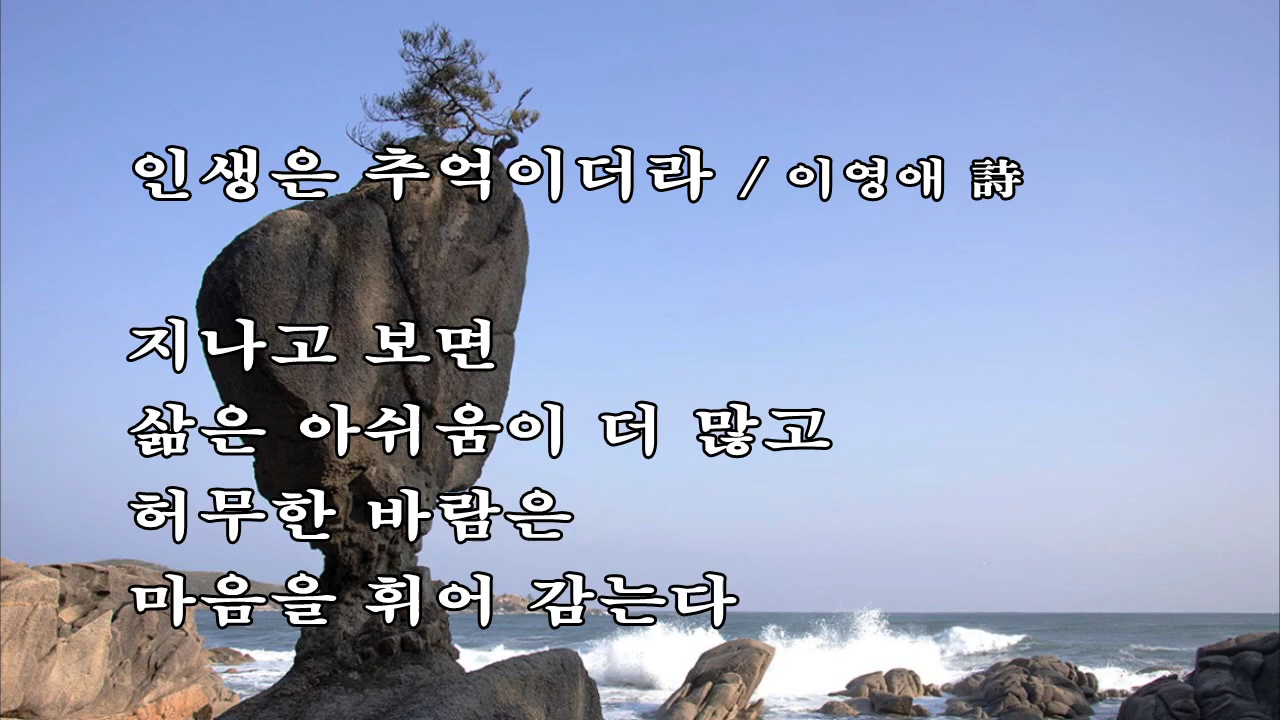 인생은 추억이더라 / 이영애 詩
지나고 보면
삶은 아쉬움이 더 많고
허무한 바람은
마음을 휘어 감는다